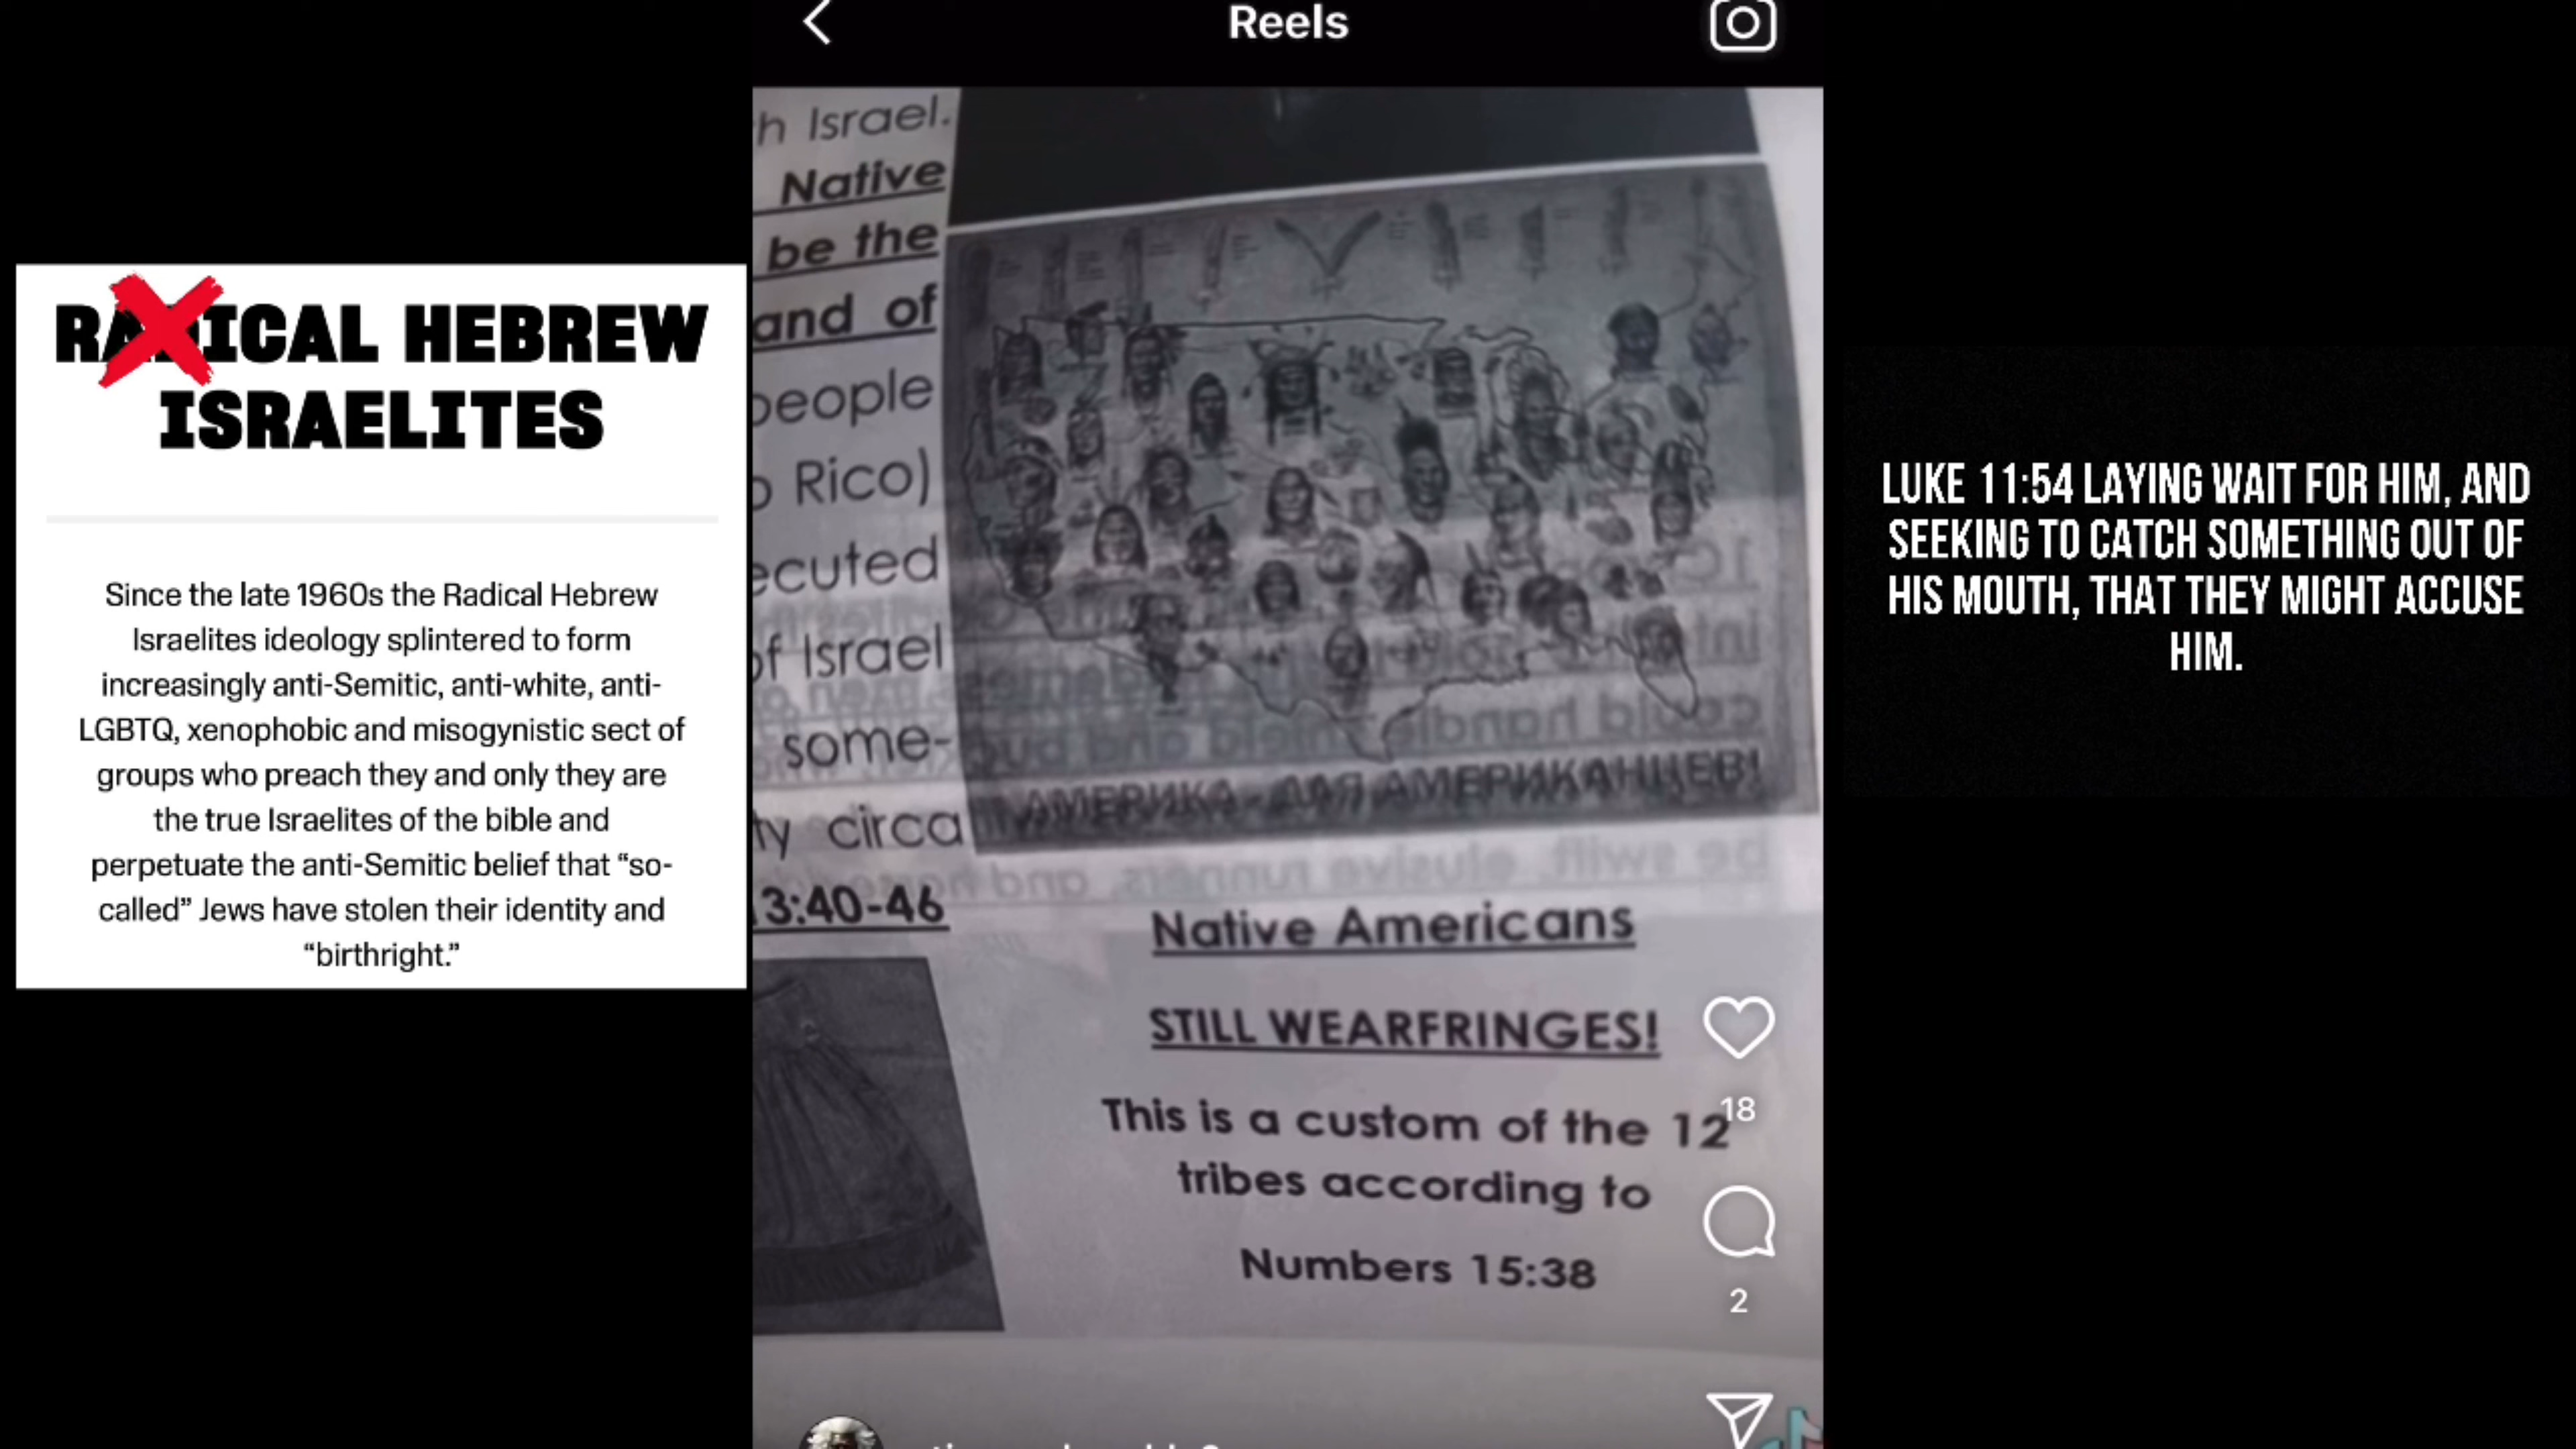 RADICAL HEBREW
ISRAELITES
Since the late 1960s the Radical Hebrew
Israelites ideology splintered to form
increasingly anti-Semitic, anti-white, anti-
LGBTQ, xenophobic and misogynistic sect of
groups who preach they and only they are
the true Israelites of the bible and
perpetuate the anti-Semitic belief that “so-
called” Jews have stolen their identity and
“birthright.”
Reels
h Israel.
Native
be the
and of
people
o Rico)
ecuted
of Israel
some-
ty circa
13:40-46
АМЕРИКА - ДЛЯ АМЕРИКАНЦЕВ!
Native Americans
STILL WEARFRINGES!
This is a custom of the 12
tribes according to
Numbers 15:38
18
2
LUKE 11:54 LAYING WAIT FOR HIM, AND
SEEKING TO CATCH SOMETHING OUT OF
HIS MOUTH, THAT THEY MIGHT ACCUSE
HIM.